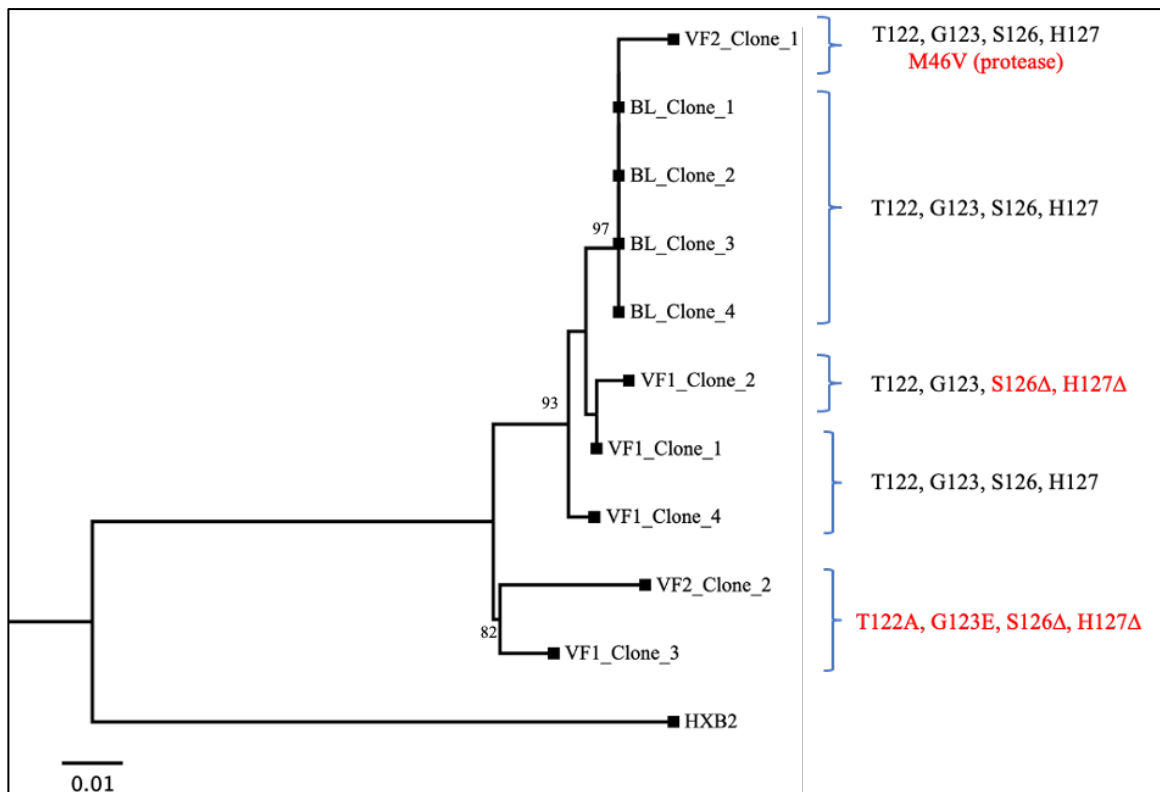 VF2_Clone_1
T122, G123, S126, H127
M46V (protease)
BL_Clone_1
BL_Clone_2
97
BL_Clone_3
T122, G123, S126, H127
BL_Clone_4
VF1_Clone_2
T122, G123, S126Δ, H127Δ
93
VF1_Clone_1
T122, G123, S126, H127
VF1_Clone_4
VF2_Clone_2
82
VF1_Clone_3
T122A, G123E, S126Δ, H127Δ
HXB2
0.01